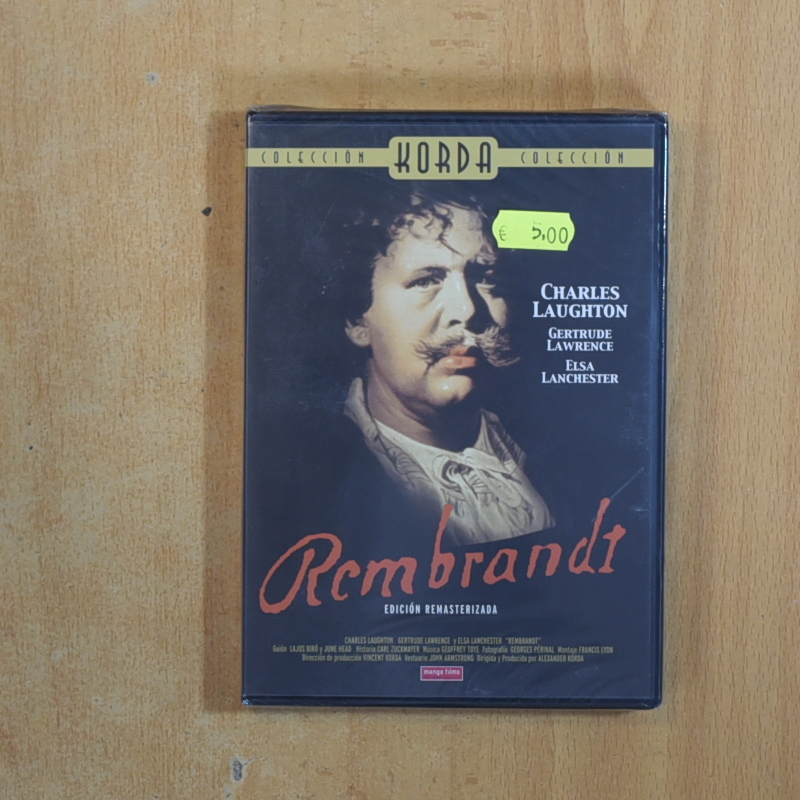 COLECCIÓN KORDA COLECCIÓN
€ 5,00
CHARLES
LAUGHTON
GERTRUDE
LAWRENCE
ELSA
LANCHESTER
Rembrandt
EDICIÓN REMASTERIZADA
CHARLES LAUGHTON GERTRUDE LAWRENCE y ELSA LANCHESTER "REMBRANDT"
Guión LAJOS BIRÓ y JUNE HEAD Historia CARL ZUCKMAYER Música GEOFFREY TOYE Fotografía GEORGES PÉRINAL Montaje FRANCIS LYON
Dirección de producción VINCENT KORDA Vestuario JOHN ARMSTRONG Dirigida y Producida por ALEXANDER KORDA
manga films